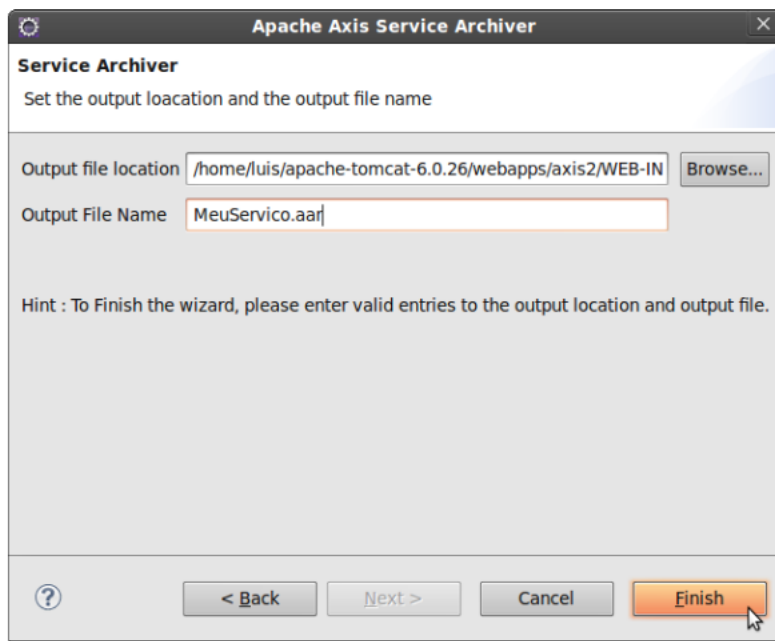 Apache Axis Service Archiver
Service Archiver
Set the output loacation and the output file name
Output file location /home/luis/apache-tomcat-6.0.26/webapps/axis2/WEB-IN Browse...
Output File Name MeuServico.aar
Hint : To Finish the wizard, please enter valid entries to the output location and output file.
? < Back Next > Cancel Finish